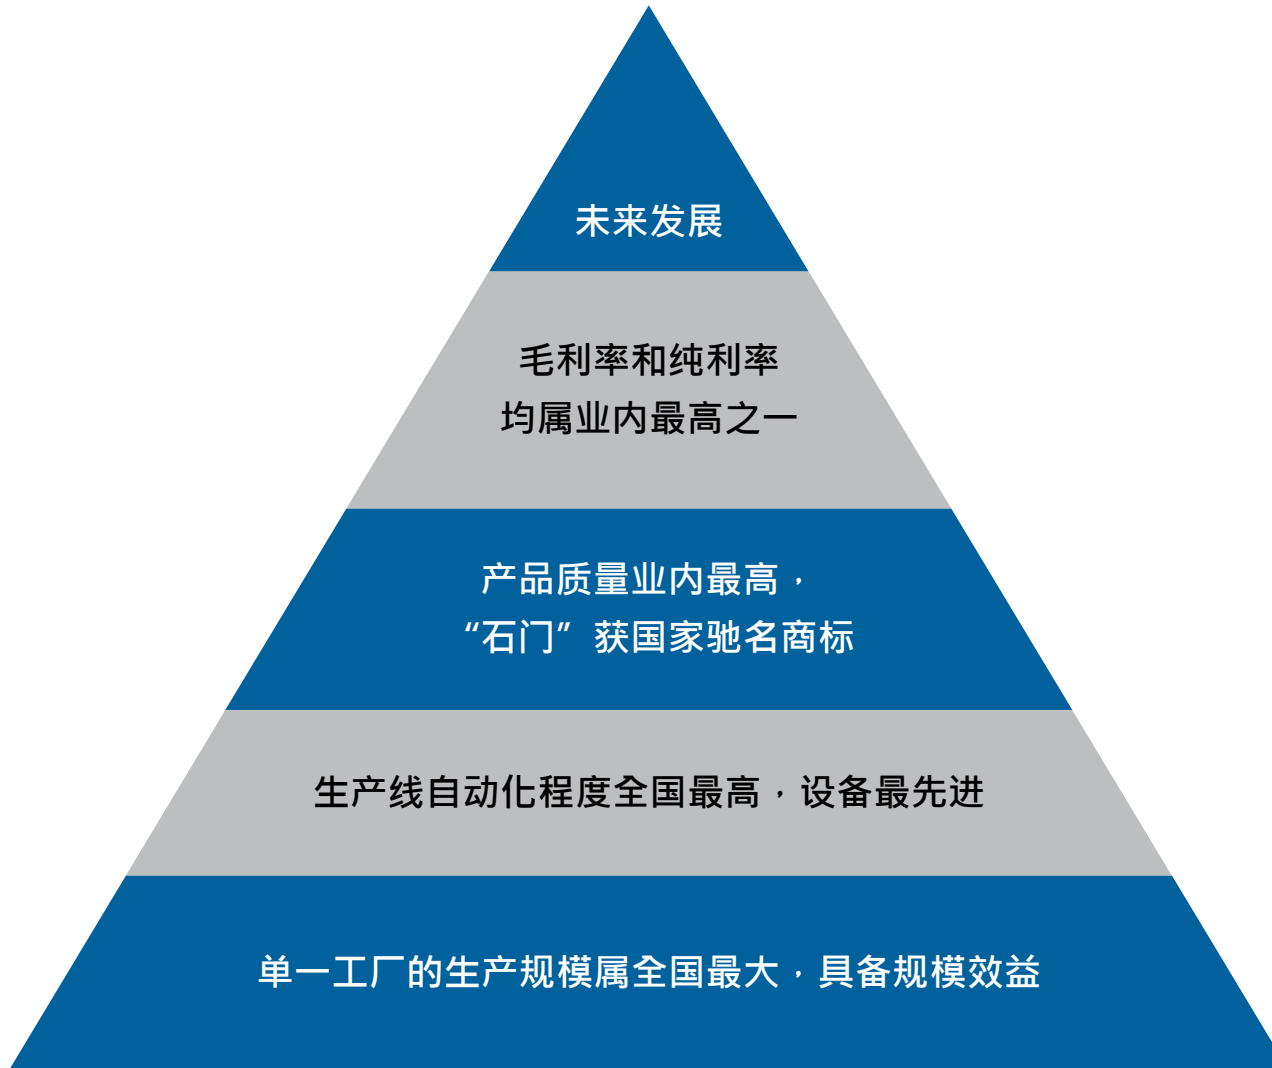 未来发展
毛利率和纯利率
均属业内最高之一
产品质量业内最高，
“石门”获国家驰名商标
生产线自动化程度全国最高，设备最先进
单一工厂的生产规模属全国最大，具备规模效益